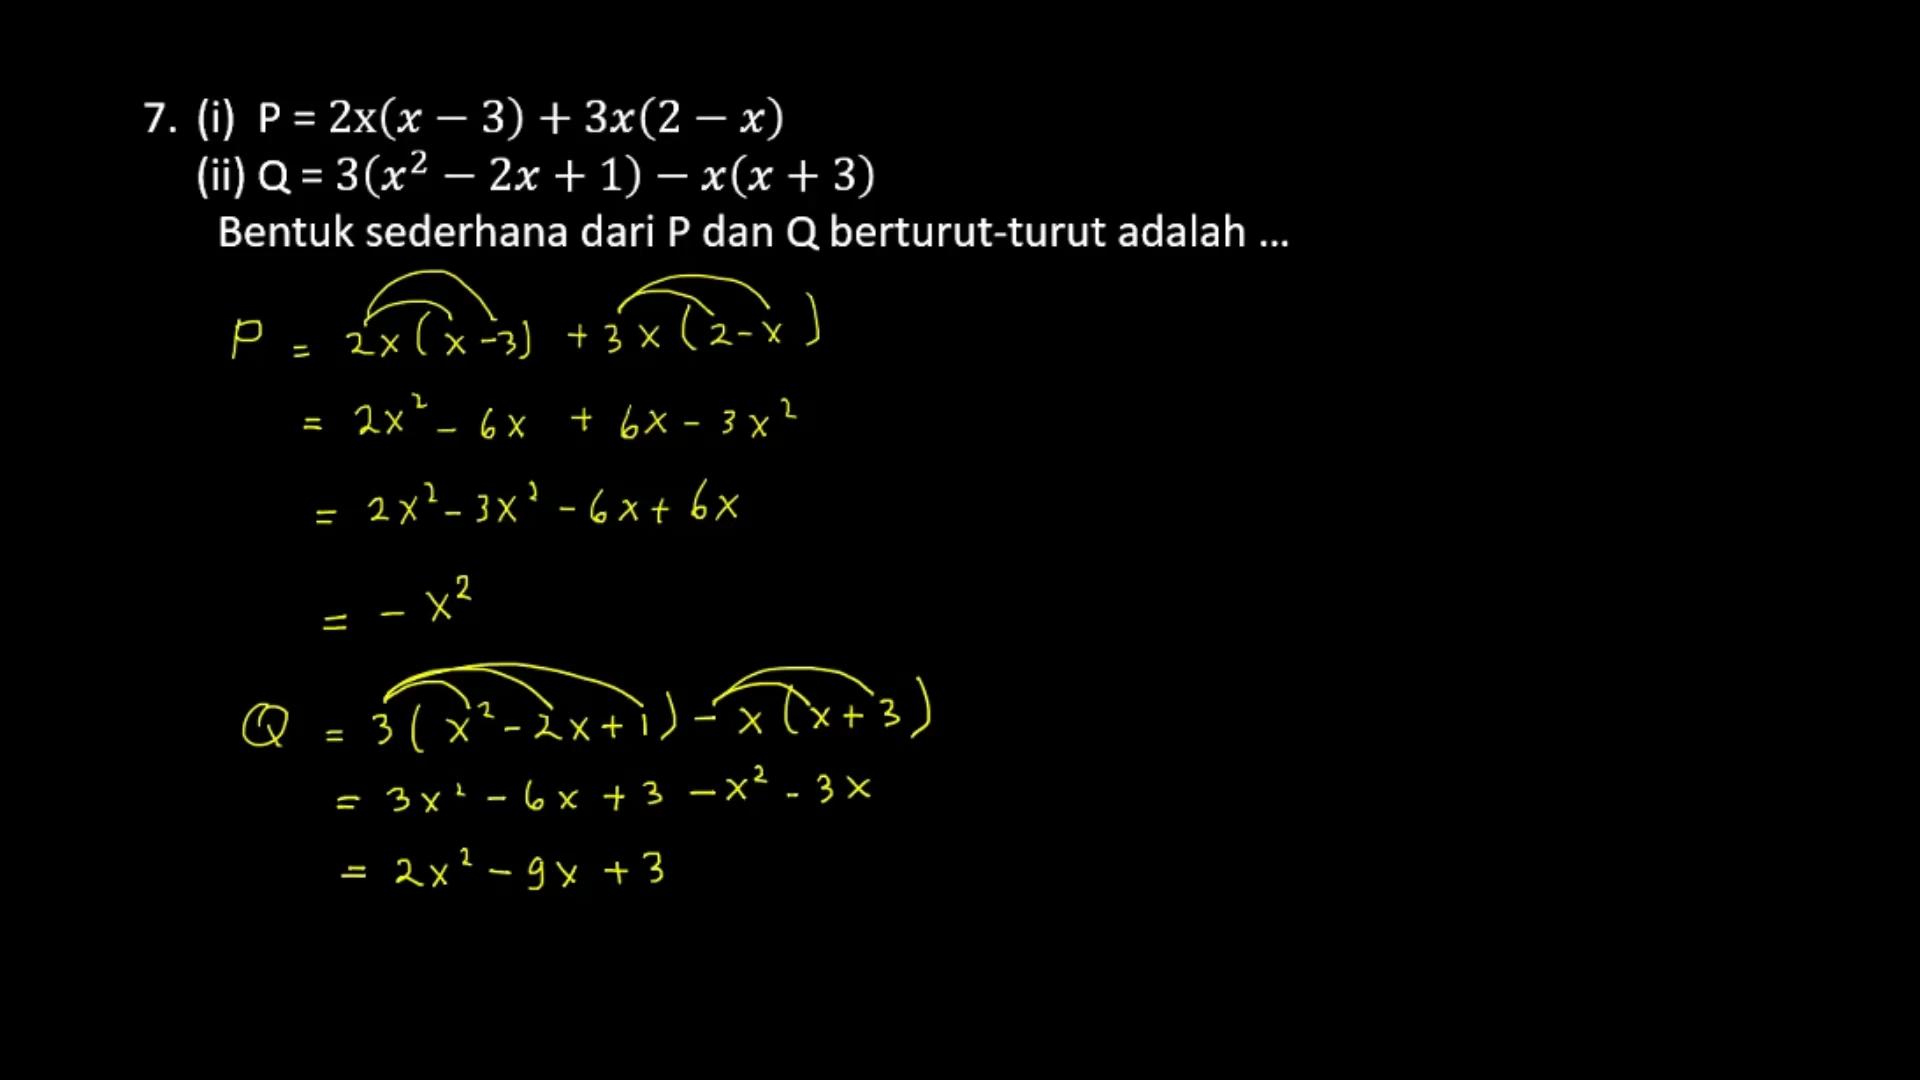 7. (i) P = 2x(x − 3) + 3x(2 − x)
(ii) Q = 3(x² − 2x + 1) − x(x + 3)
Bentuk sederhana dari P dan Q berturut-turut adalah ...
P = 2x(x - 3) + 3x(2 - x)
= 2x² - 6x + 6x - 3x²
= 2x² - 3x² - 6x + 6x
= - x²
Q = 3(x² - 2x + 1) - x(x + 3)
= 3x² - 6x + 3 - x² - 3x
= 2x² - 9x + 3